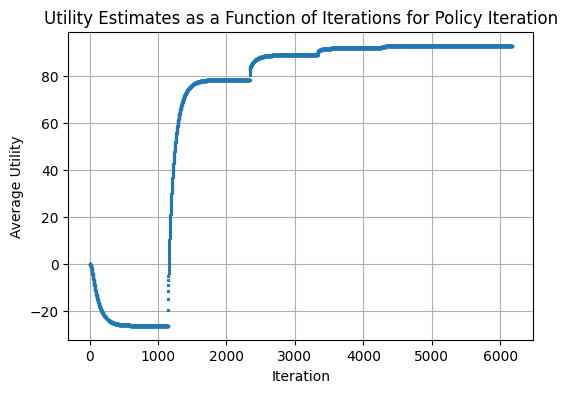 Utility Estimates as a Function of Iterations for Policy Iteration
80
60
40
20
0
−20
Average Utility
0 1000 2000 3000 4000 5000 6000
Iteration